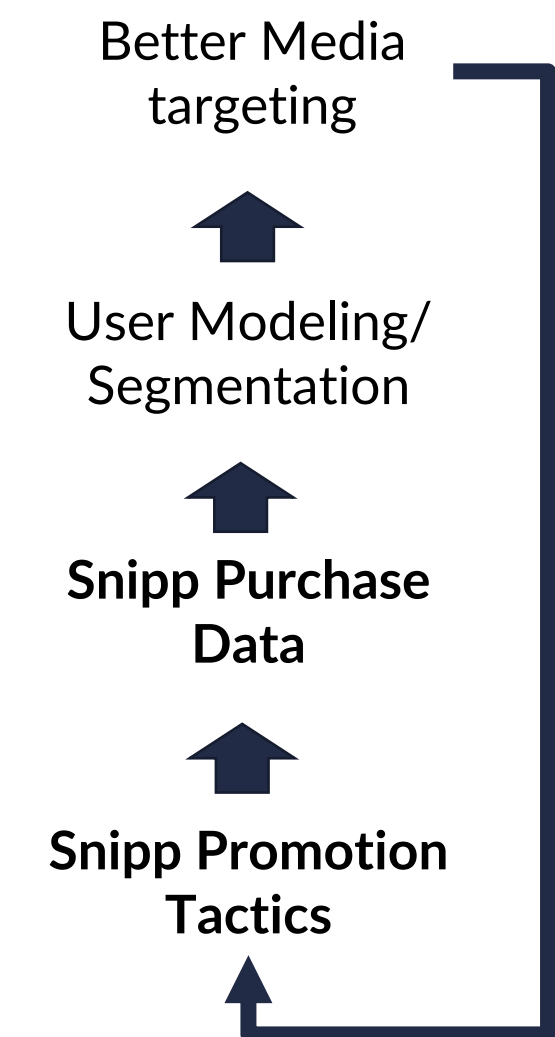 Better Media
targeting
User Modeling/
Segmentation
Snipp Purchase
Data
Snipp Promotion
Tactics